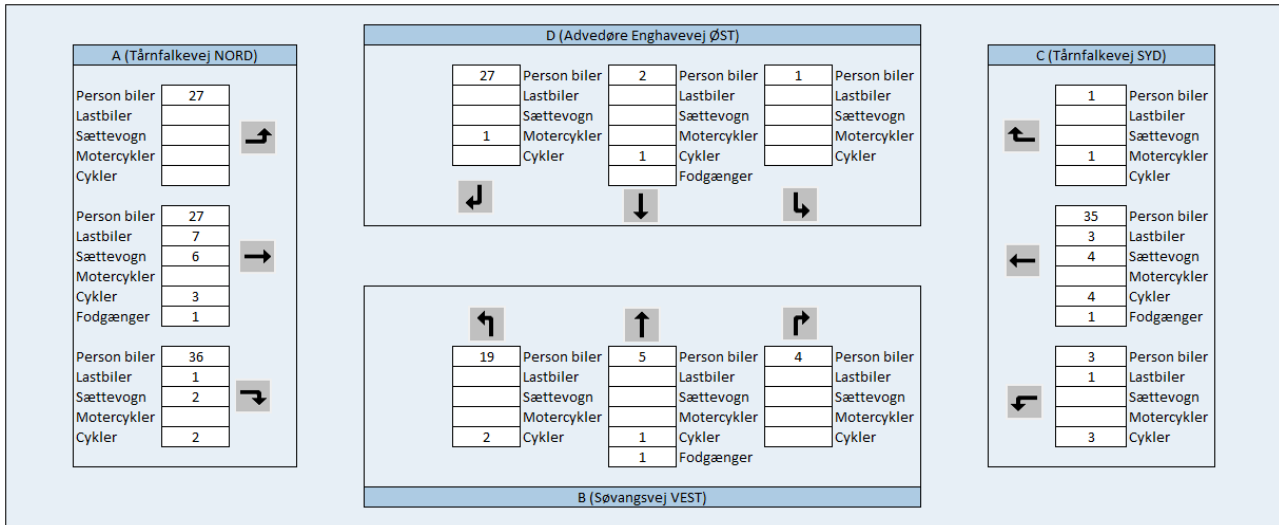 D (Advedøre Enghavevej ØST)
27 Person biler 2 Person biler 1 Person biler
Lastbiler Lastbiler Lastbiler
Sættevogn Sættevogn Sættevogn
1 Motercykler Motercykler Motercykler
Cykler 1 Cykler Cykler
Fodgænger
A (Tårnfalkevej NORD)
Person biler 27
Lastbiler
Sættevogn
Motercykler
Cykler
Person biler 27
Lastbiler 7
Sættevogn 6
Motercykler
Cykler 3
Fodgænger 1
Person biler 36
Lastbiler 1
Sættevogn 2
Motercykler
Cykler 2
C (Tårnfalkevej SYD)
1 Person biler
Lastbiler
Sættevogn
1 Motercykler
Cykler
35 Person biler
3 Lastbiler
4 Sættevogn
Motercykler
4 Cykler
1 Fodgænger
3 Person biler
1 Lastbiler
Sættevogn
Motercykler
3 Cykler
19 Person biler 5 Person biler 4 Person biler
Lastbiler Lastbiler Lastbiler
Sættevogn Sættevogn Sættevogn
Motercykler Motercykler Motercykler
2 Cykler 1 Cykler Cykler
1 Fodgænger
B (Søvangsvej VEST)